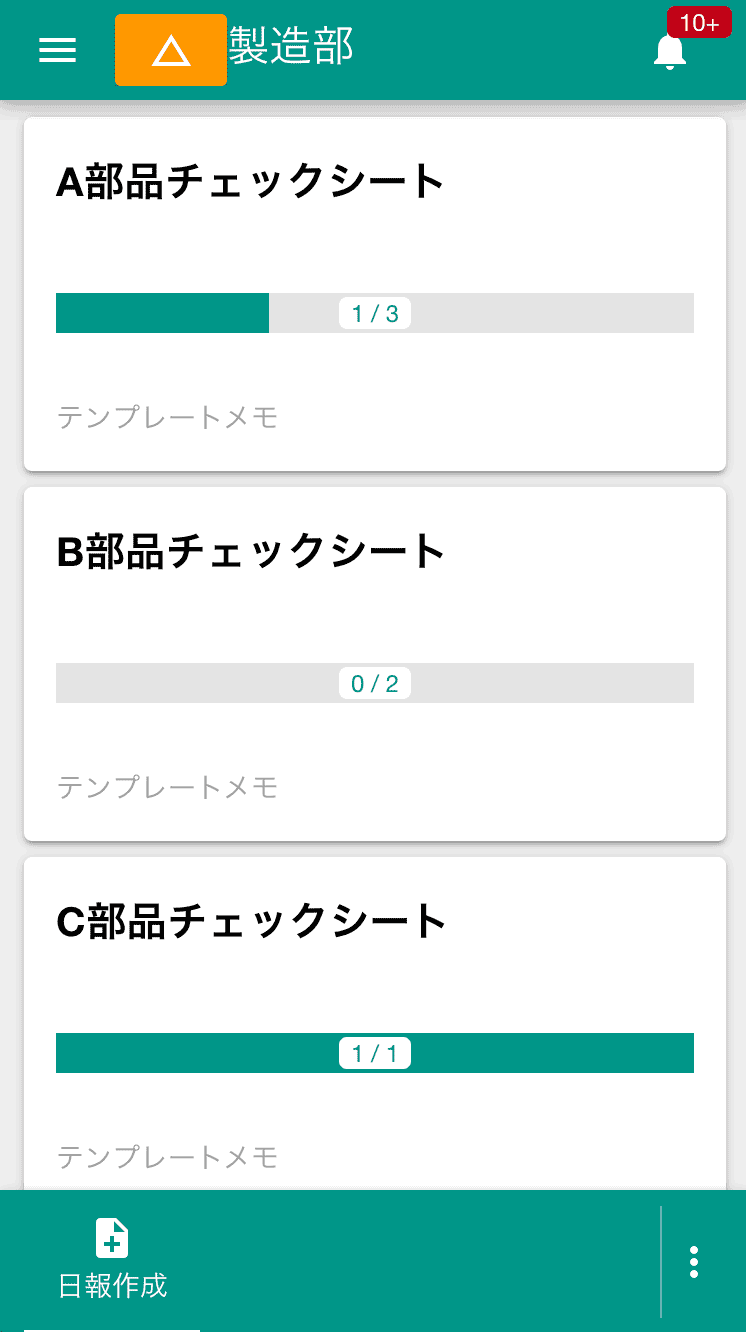 製造部
10+
A部品チェックシート
1 / 3
テンプレートメモ
B部品チェックシート
0 / 2
テンプレートメモ
C部品チェックシート
1 / 1
テンプレートメモ
日報作成